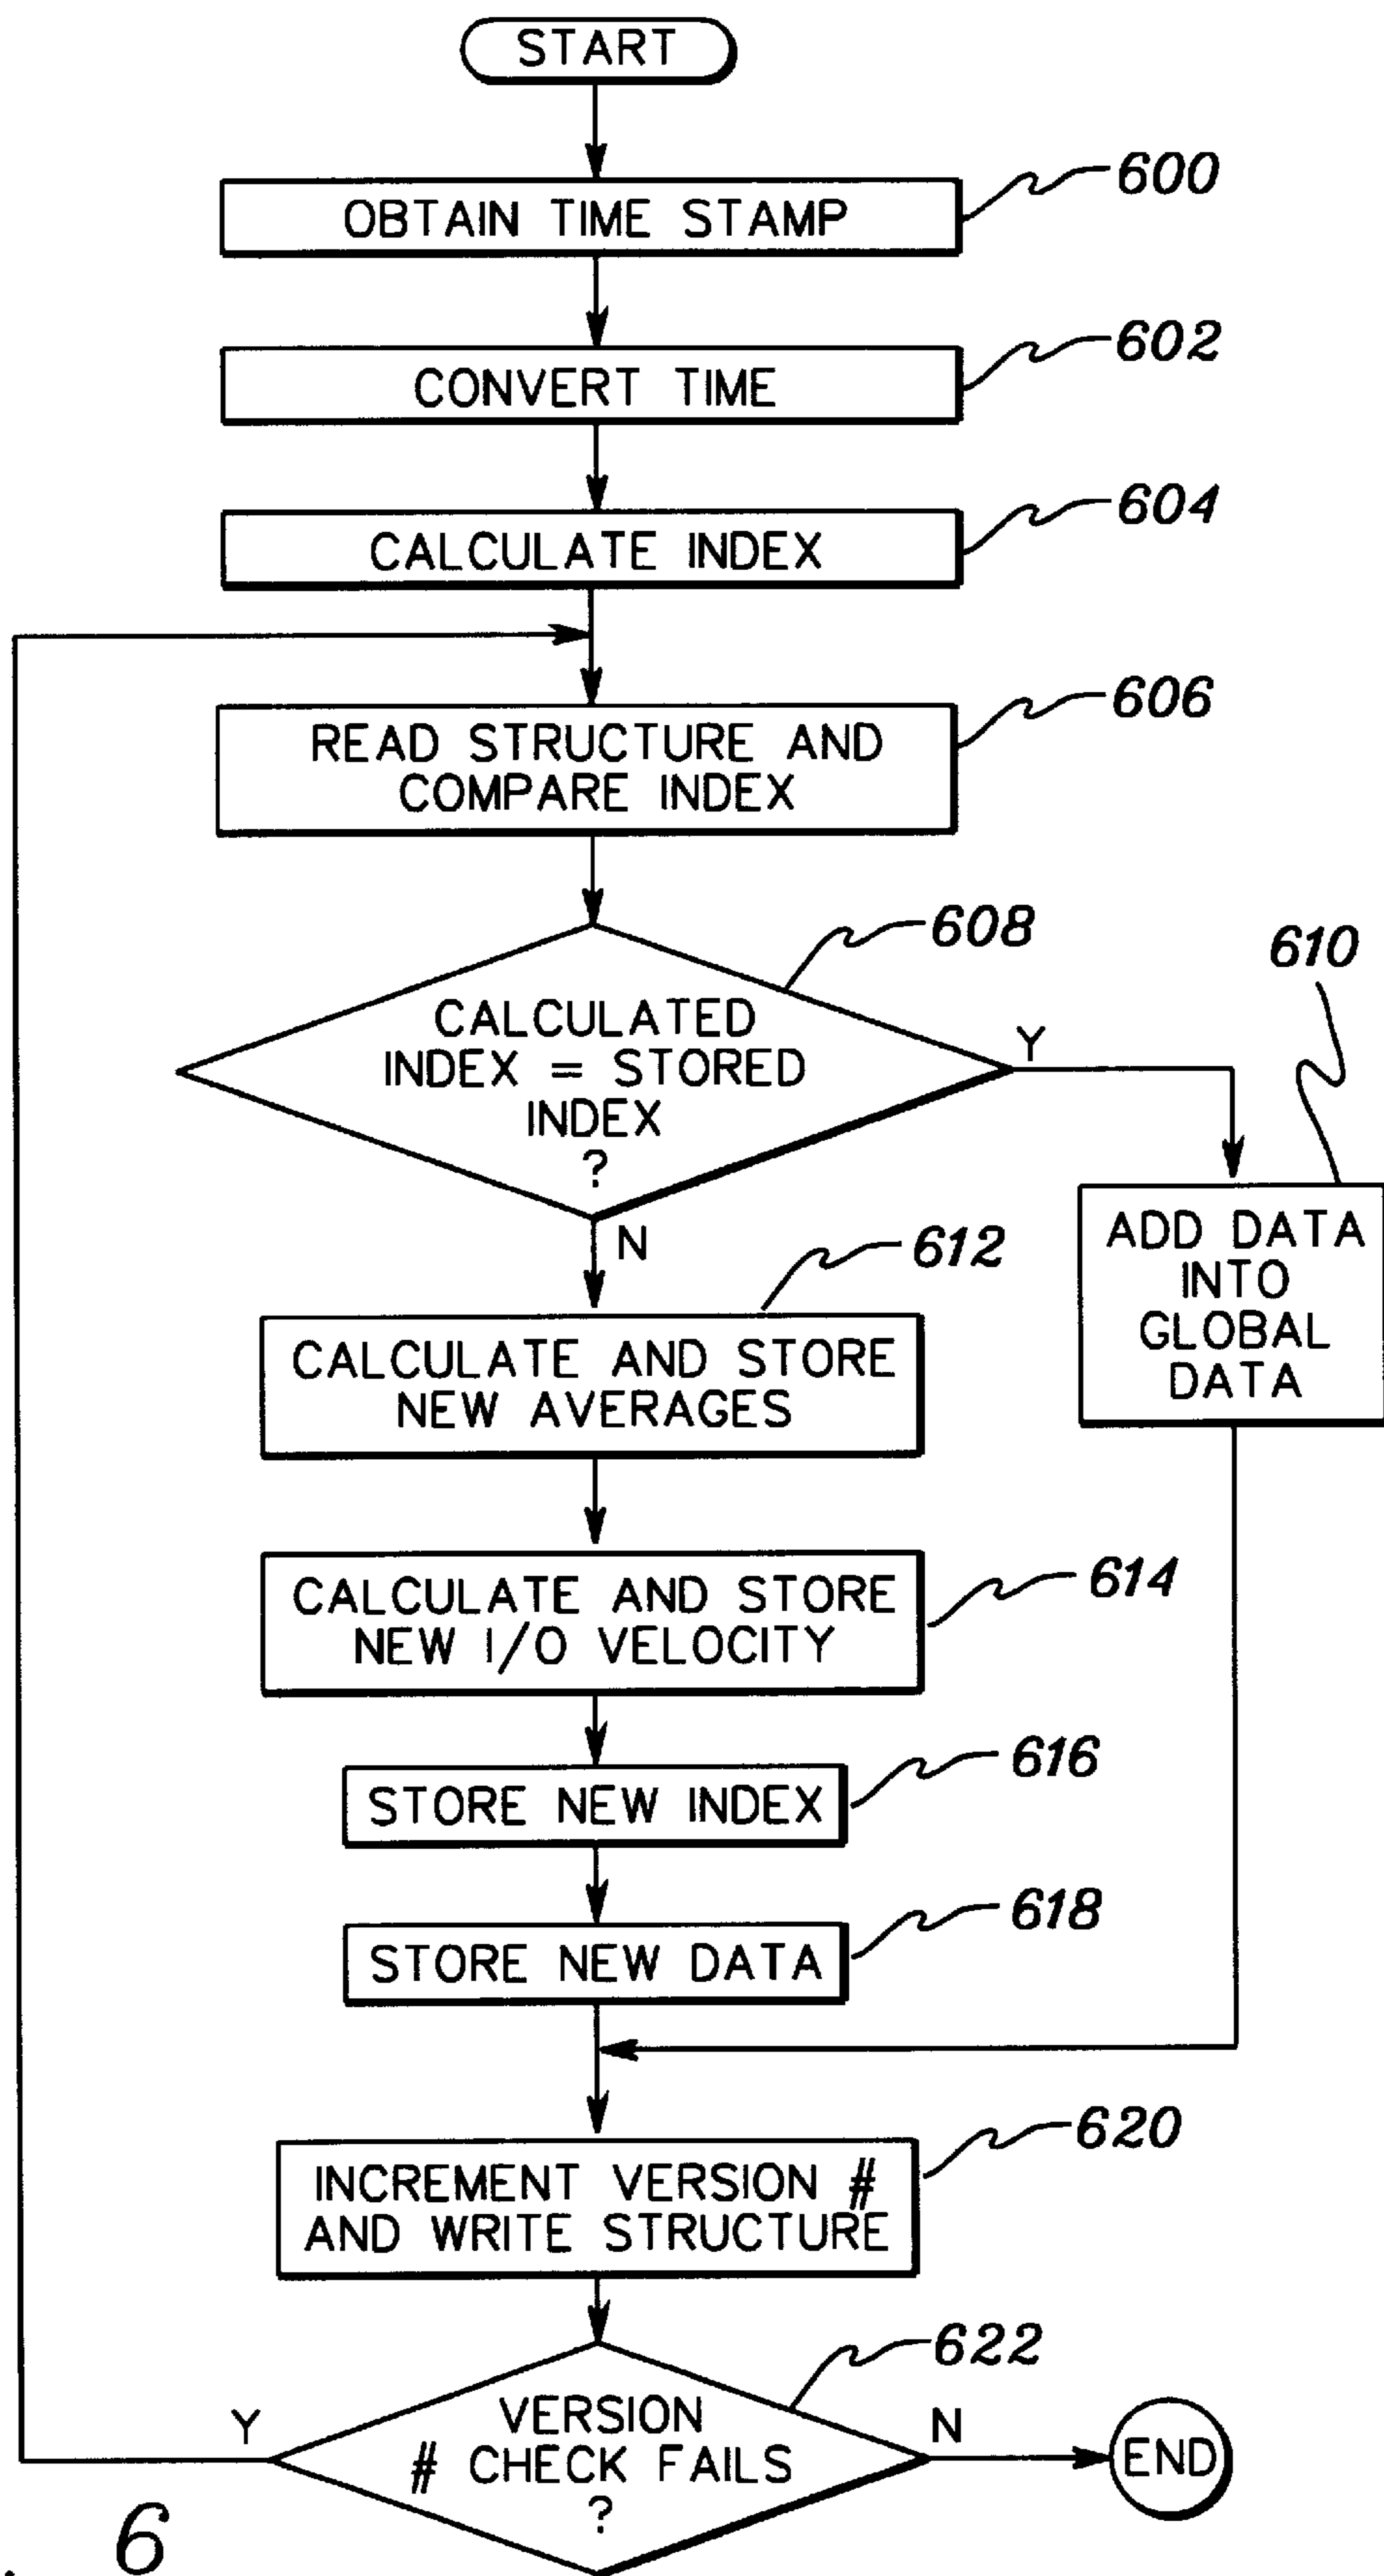 START
600
OBTAIN TIME STAMP
602
CONVERT TIME
604
CALCULATE INDEX
606
READ STRUCTURE AND
COMPARE INDEX
608
610
CALCULATED
INDEX = STORED
INDEX
?
Y
N
ADD DATA
INTO
GLOBAL
DATA
612
CALCULATE AND STORE
NEW AVERAGES
614
CALCULATE AND STORE
NEW I/O VELOCITY
616
STORE NEW INDEX
618
STORE NEW DATA
620
INCREMENT VERSION #
AND WRITE STRUCTURE
622
VERSION
# CHECK FAILS
?
Y
N
END
6